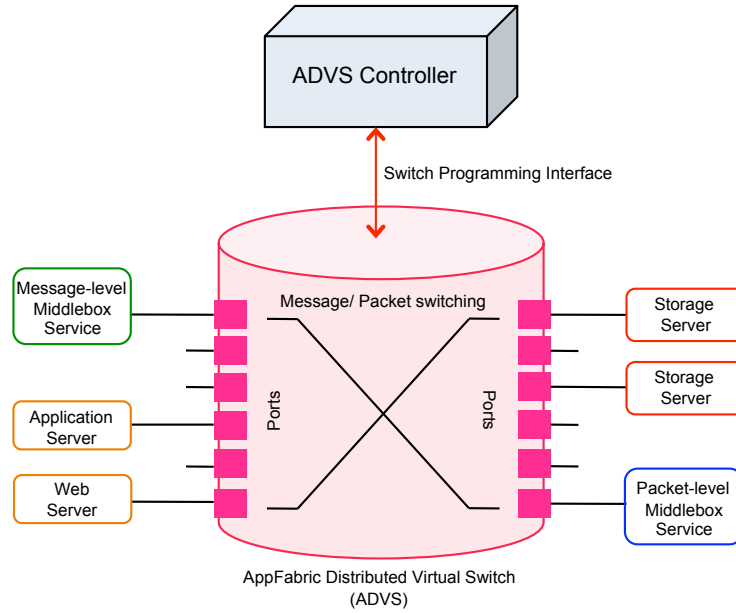 ADVS Controller
Switch Programming Interface
Message/ Packet switching
Message-level
Middlebox
Service
Application
Server
Web
Server
Ports
Ports
Storage
Server
Storage
Server
Packet-level
Middlebox
Service
AppFabric Distributed Virtual Switch
(ADVS)